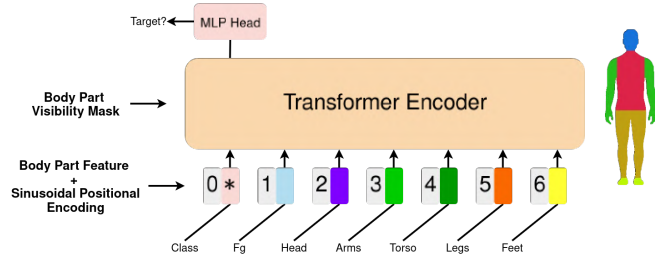 Target?
MLP Head
Body Part
Visibility Mask
Transformer Encoder
Body Part Feature
+
Sinusoidal Positional
Encoding
0 * 1 2 3 4 5 6
Class Fg Head Arms Torso Legs Feet